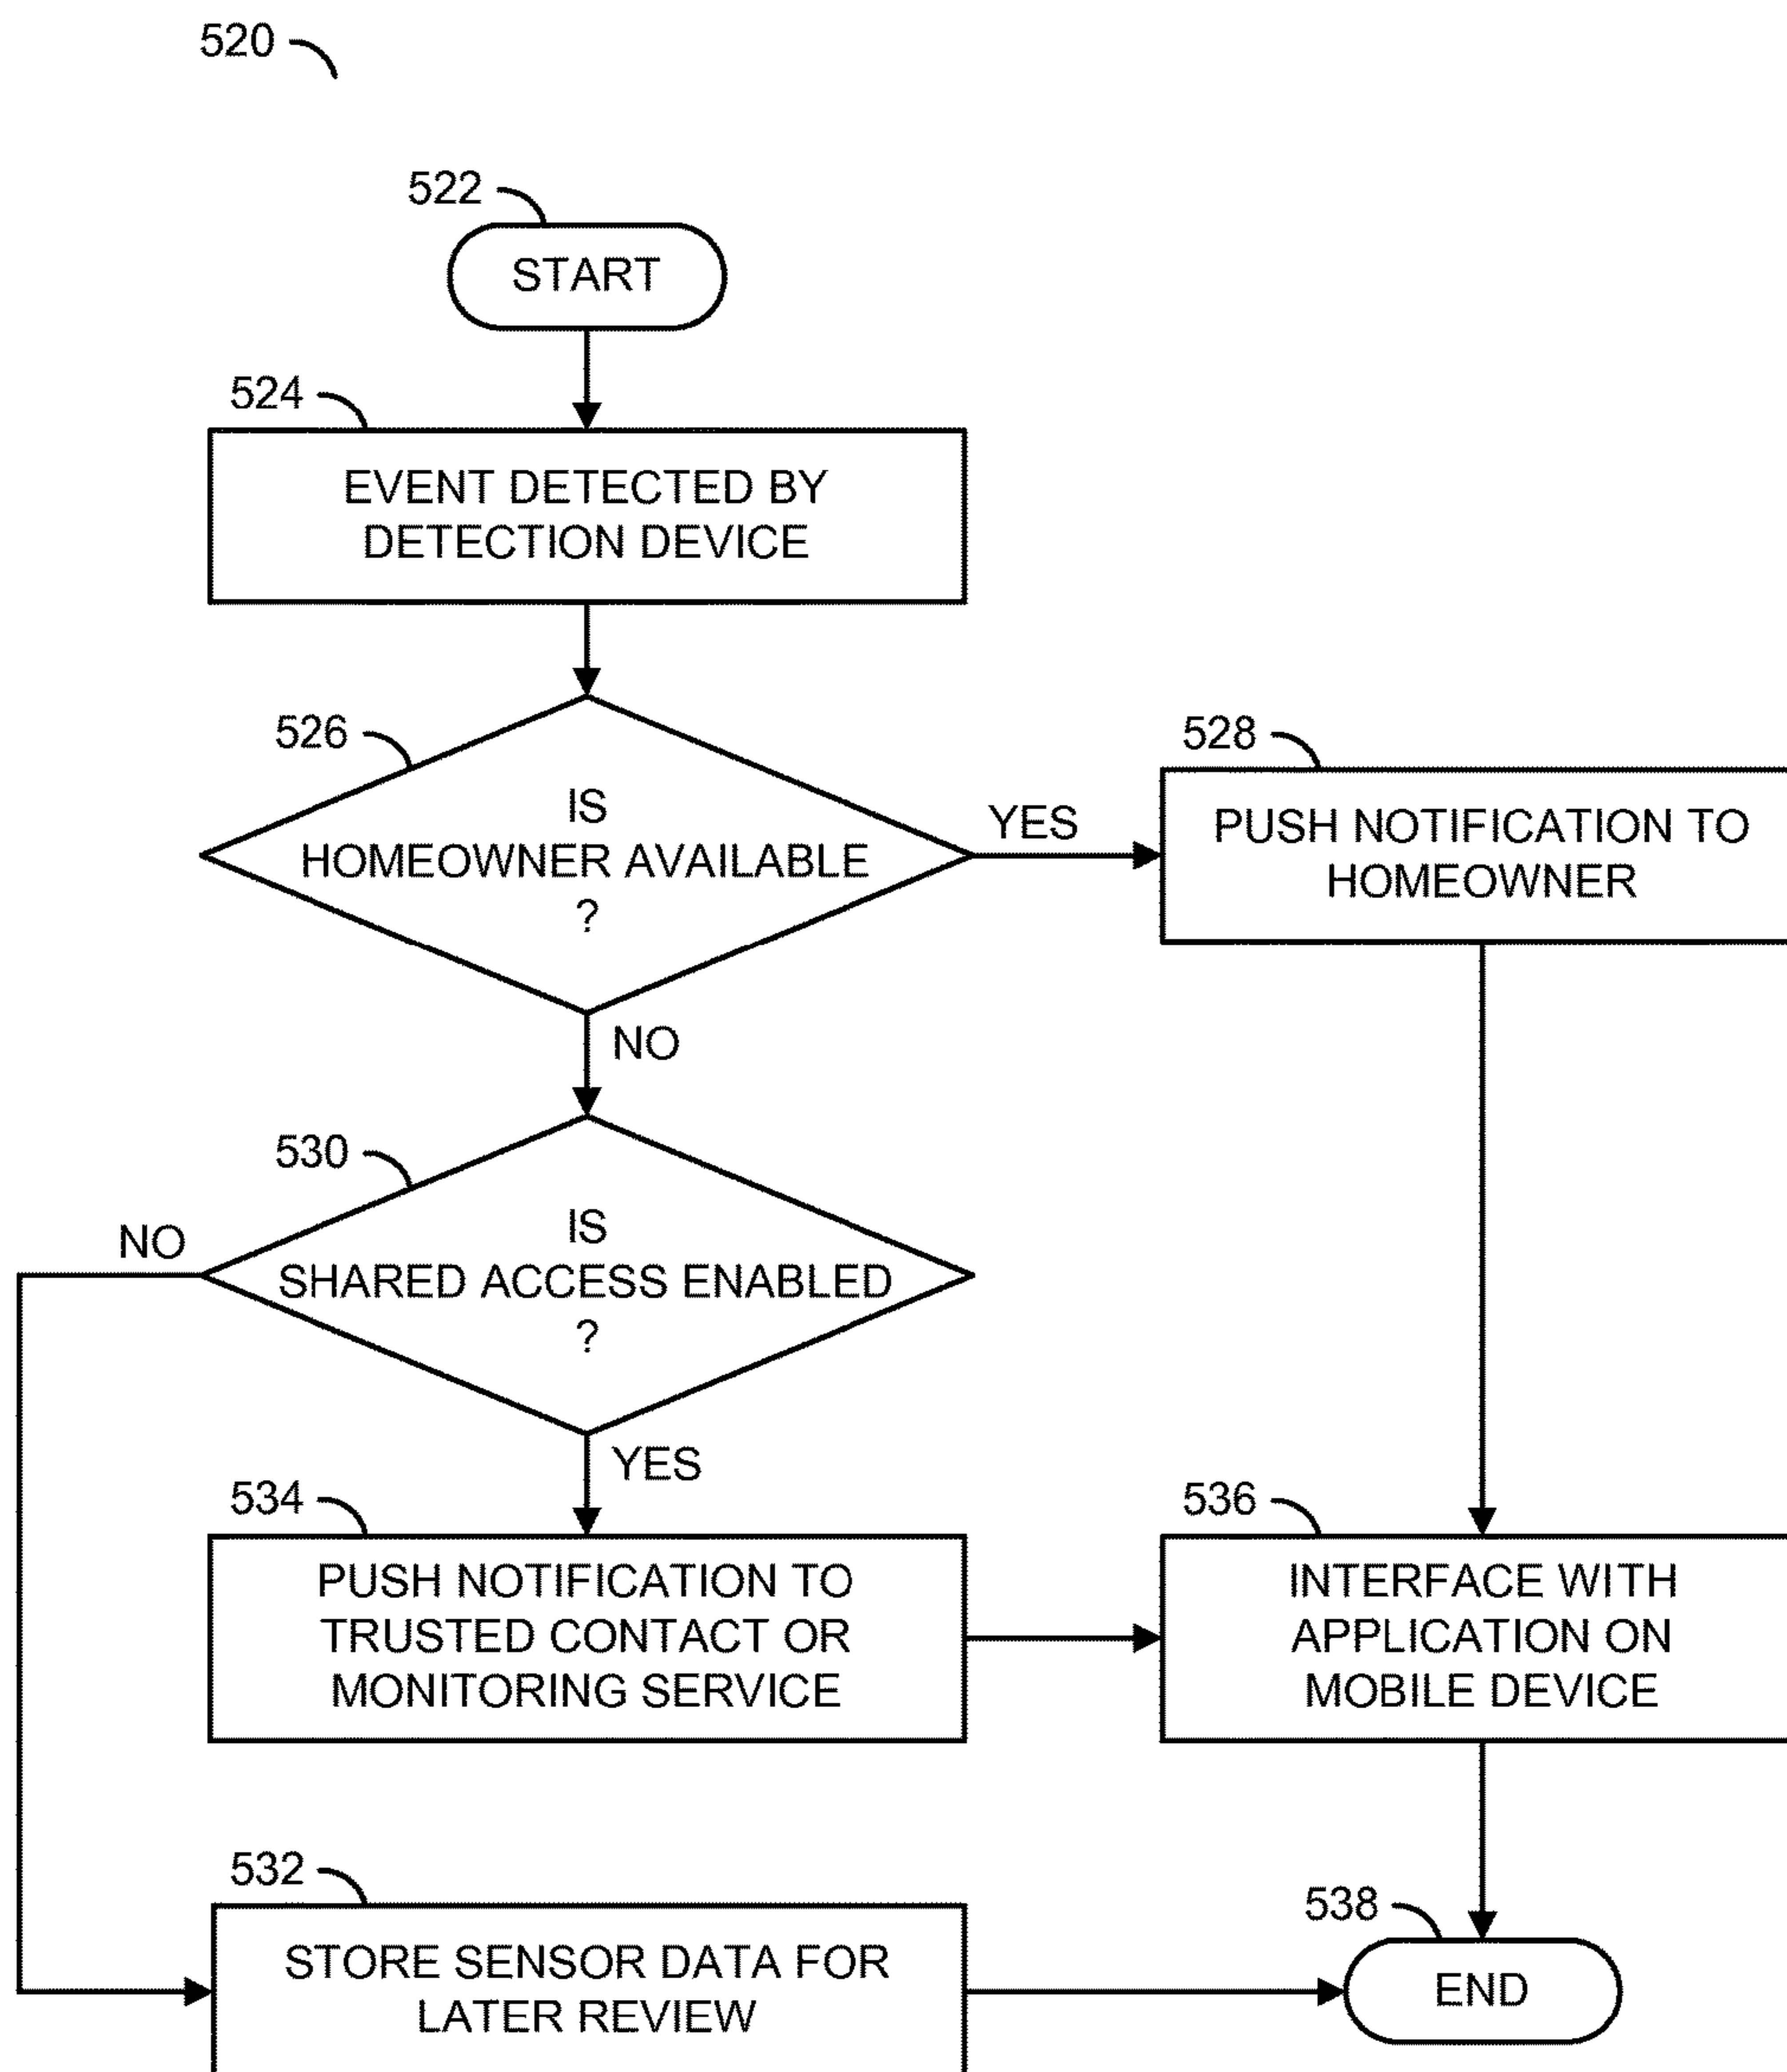 520
522
START
524
EVENT DETECTED BY
DETECTION DEVICE
526
IS
HOMEOWNER AVAILABLE
?
YES
528
PUSH NOTIFICATION TO
HOMEOWNER
NO
530
IS
SHARED ACCESS ENABLED
?
NO
YES
534
PUSH NOTIFICATION TO
TRUSTED CONTACT OR
MONITORING SERVICE
536
INTERFACE WITH
APPLICATION ON
MOBILE DEVICE
532
STORE SENSOR DATA FOR
LATER REVIEW
538
END